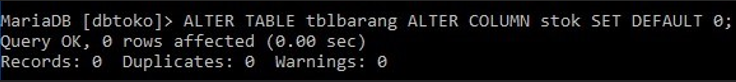 MariaDB [dbtoko]> ALTER TABLE tblbarang ALTER COLUMN stok SET DEFAULT 0;
Query OK, 0 rows affected (0.00 sec)
Records: 0  Duplicates: 0  Warnings: 0